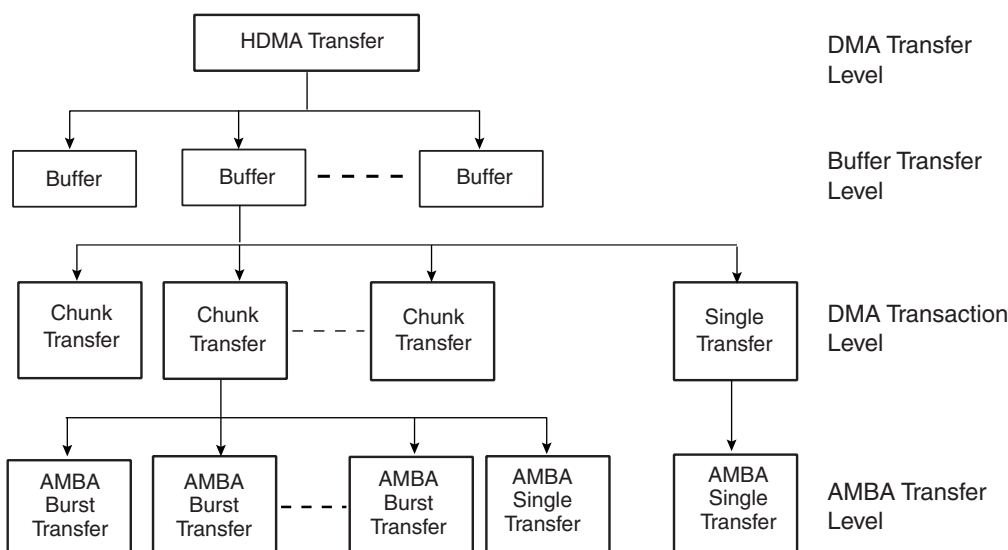 HDMA Transfer
DMA Transfer
Level
Buffer
Buffer
Buffer
Buffer Transfer
Level
Chunk
Transfer
Chunk
Transfer
Chunk
Transfer
Single
Transfer
DMA Transaction
Level
AMBA
Burst
Transfer
AMBA
Burst
Transfer
AMBA
Burst
Transfer
AMBA
Single
Transfer
AMBA
Single
Transfer
AMBA Transfer
Level